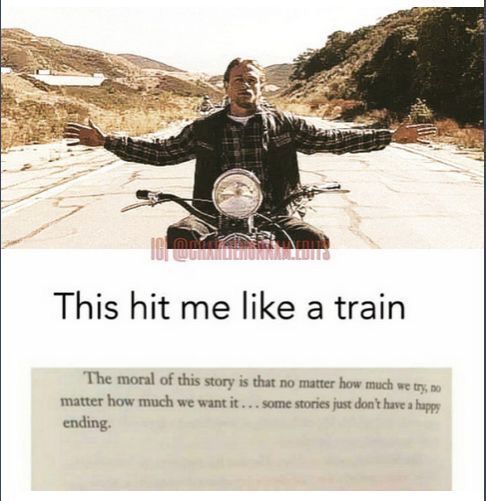 IG| @CHARLIEHUNNAM.EDITS
This hit me like a train
The moral of this story is that no matter how much we try, no
matter how much we want it . . . some stories just don't have a happy
ending.